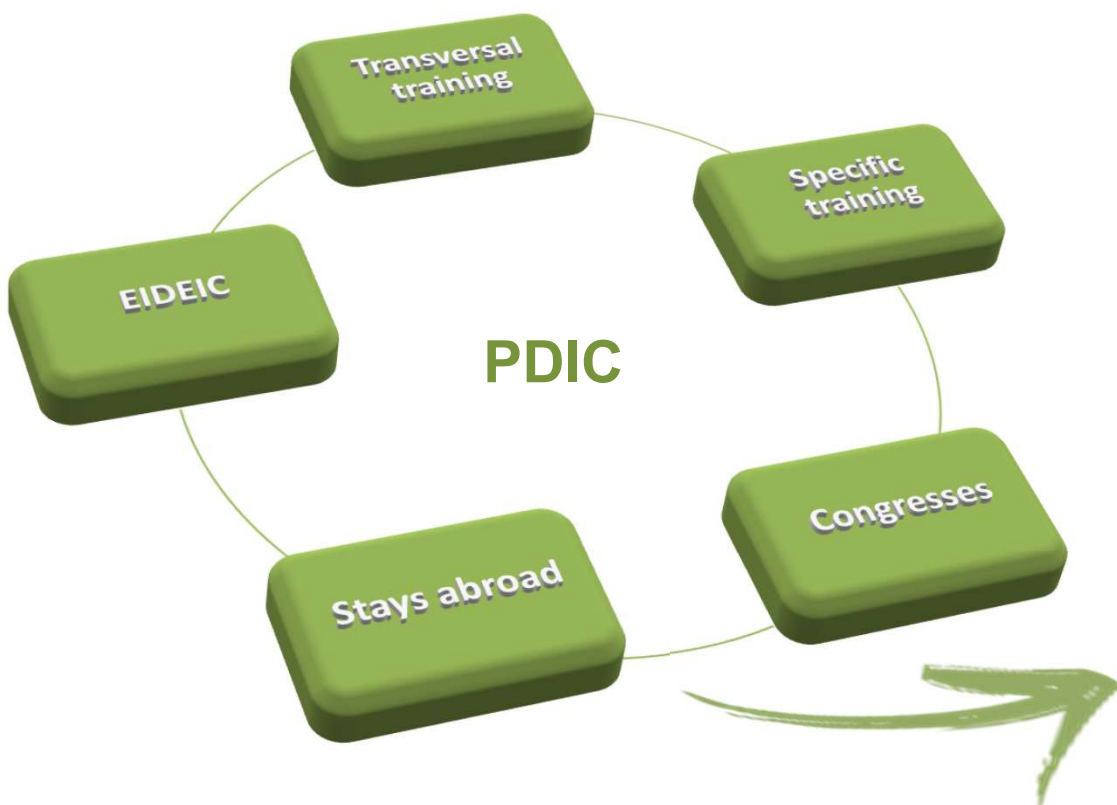 Transversal
training
Specific
training
EIDEIC
PDIC
Congresses
Stays abroad